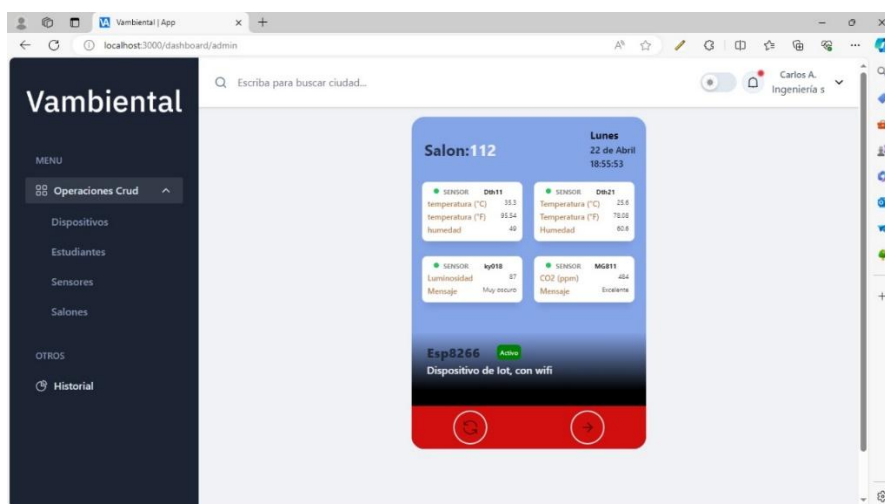 Vambiental | App
localhost:3000/dashboard/admin
Vambiental
Escriba para buscar ciudad...
Carlos A.
Ingeniería s
MENU
Operaciones Crud
Dispositivos
Estudiantes
Sensores
Salones
OTROS
Historial
Salon:112
Lunes
22 de Abril
18:55:53
SENSOR Dth11
temperatura (°C) 35.3
temperatura (°F) 95.54
humedad 49
SENSOR Dth21
Temperatura (°C) 25.6
Temperatura (°F) 78.08
Humedad 60.6
SENSOR ky018
Luminosidad 87
Mensaje Muy oscuro
SENSOR MG811
CO2 (ppm) 484
Mensaje Excelente
Esp8266 Activo
Dispositivo de Iot, con wifi